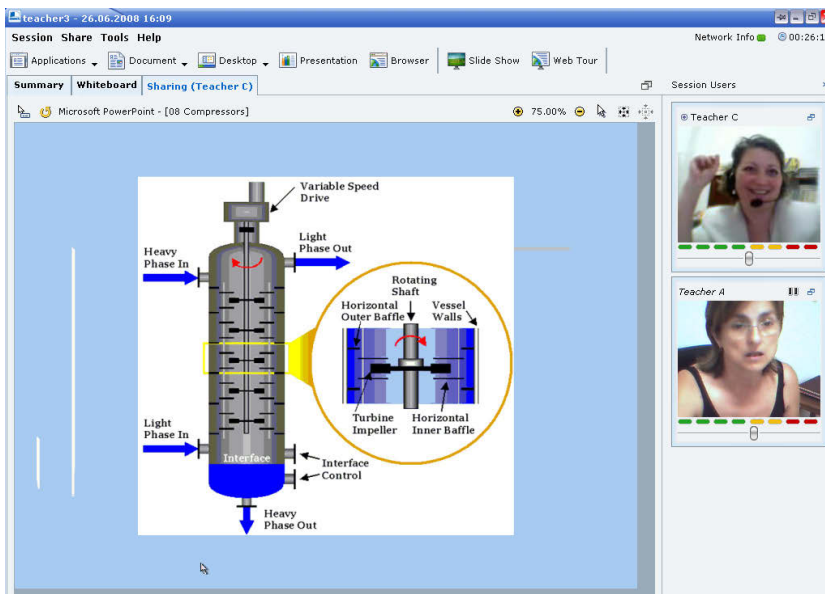 teacher3 - 26.06.2008 16:09
Session Share Tools Help
Network Info
00:26:1
Applications
Document
Desktop
Presentation
Browser
Slide Show
Web Tour
Summary
Whiteboard
Sharing (Teacher C)
Session Users
Microsoft PowerPoint - [08 Compressors]
75.00%
Teacher C
Variable Speed
Drive
Heavy
Phase In
Light
Phase Out
Rotating
Shaft
Horizontal
Outer Baffle
Vessel
Walls
Turbine
Impeller
Horizontal
Inner Baffle
Light
Phase In
Interface
Interface
Control
Heavy
Phase Out
Teacher A